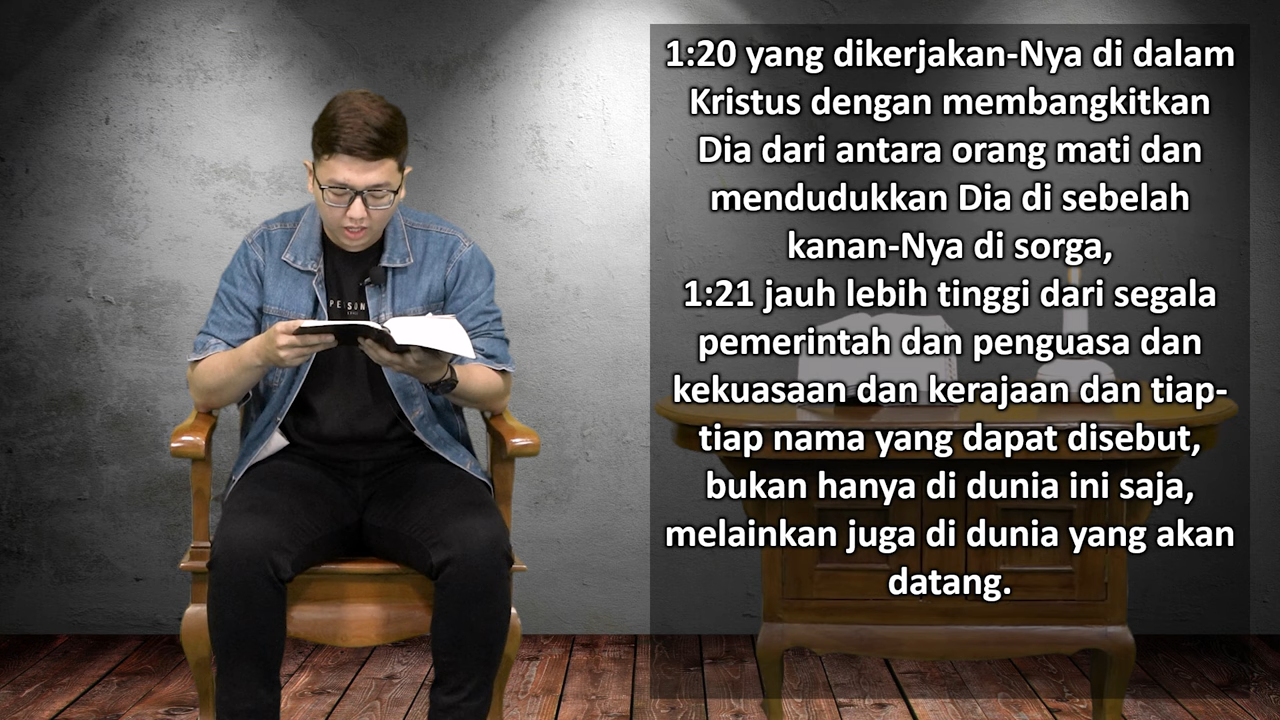 1:20 yang dikerjakan-Nya di dalam
Kristus dengan membangkitkan
Dia dari antara orang mati dan
mendudukkan Dia di sebelah
kanan-Nya di sorga,
1:21 jauh lebih tinggi dari segala
pemerintah dan penguasa dan
kekuasaan dan kerajaan dan tiap-
tiap nama yang dapat disebut,
bukan hanya di dunia ini saja,
melainkan juga di dunia yang akan
datang.